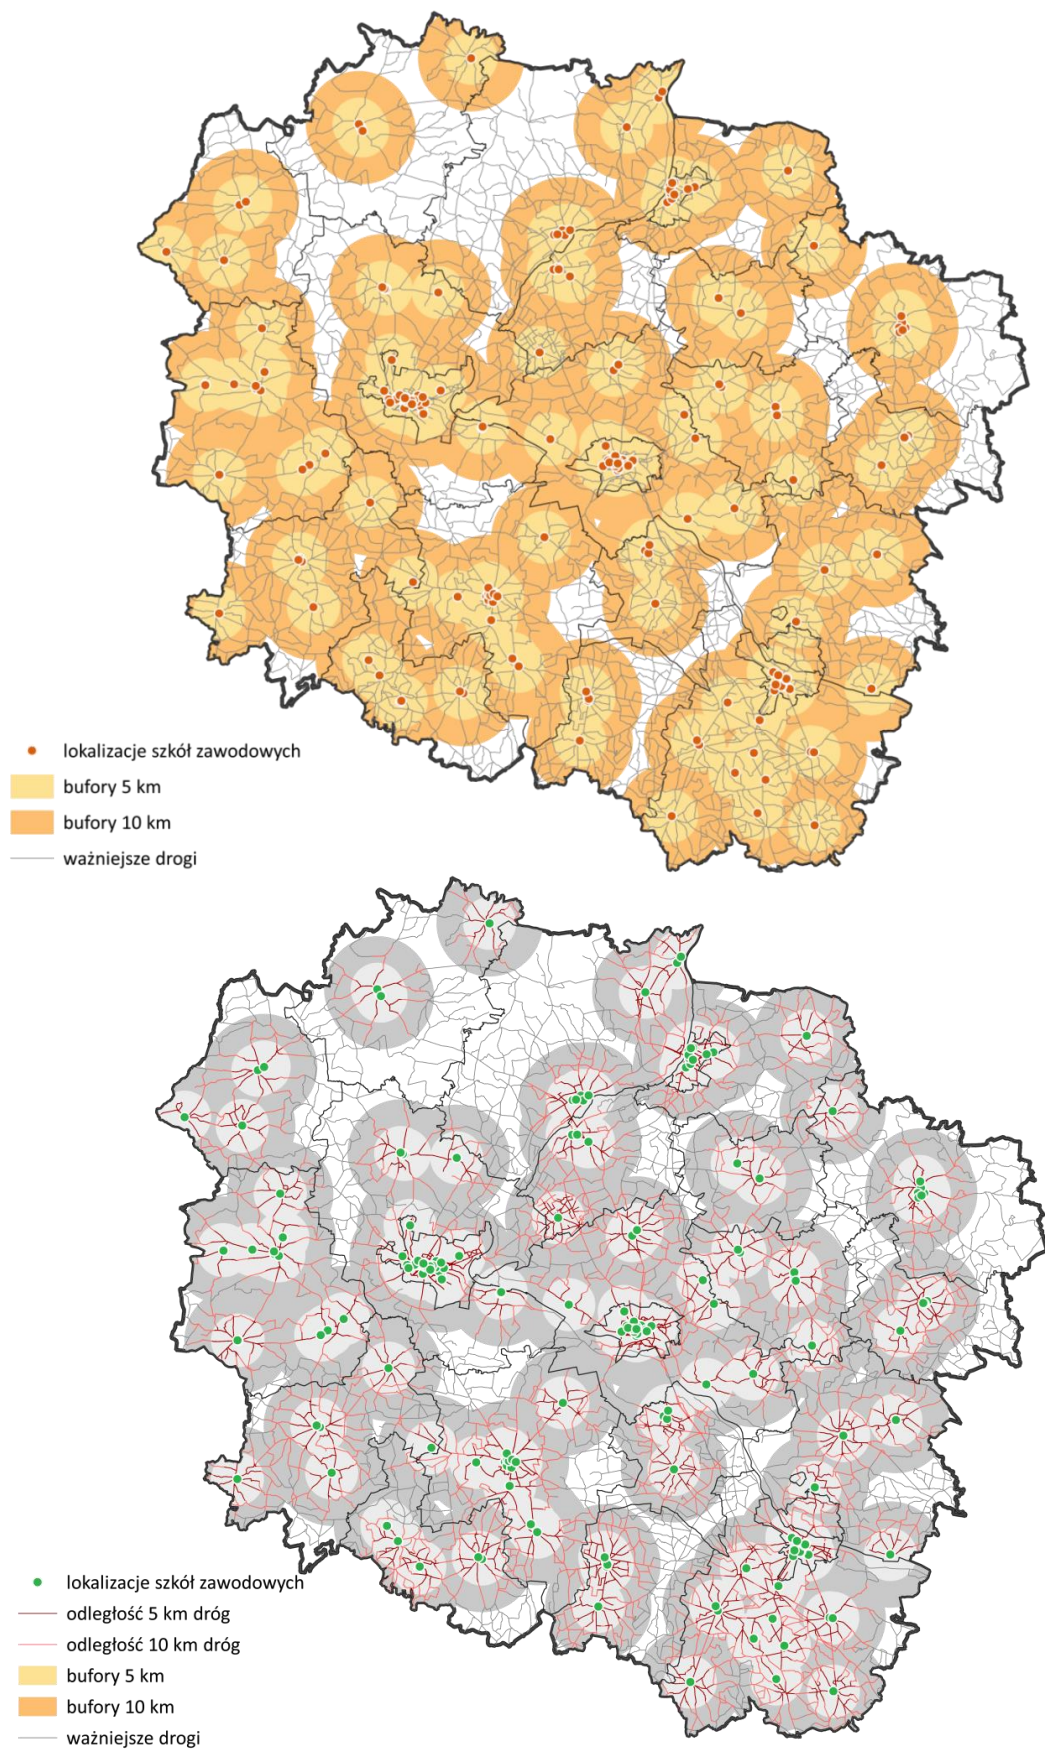 lokalizacje szkół zawodowych
bufory 5 km
bufory 10 km
ważniejsze drogi
lokalizacje szkół zawodowych
odległość 5 km dróg
odległość 10 km dróg
bufory 5 km
bufory 10 km
ważniejsze drogi